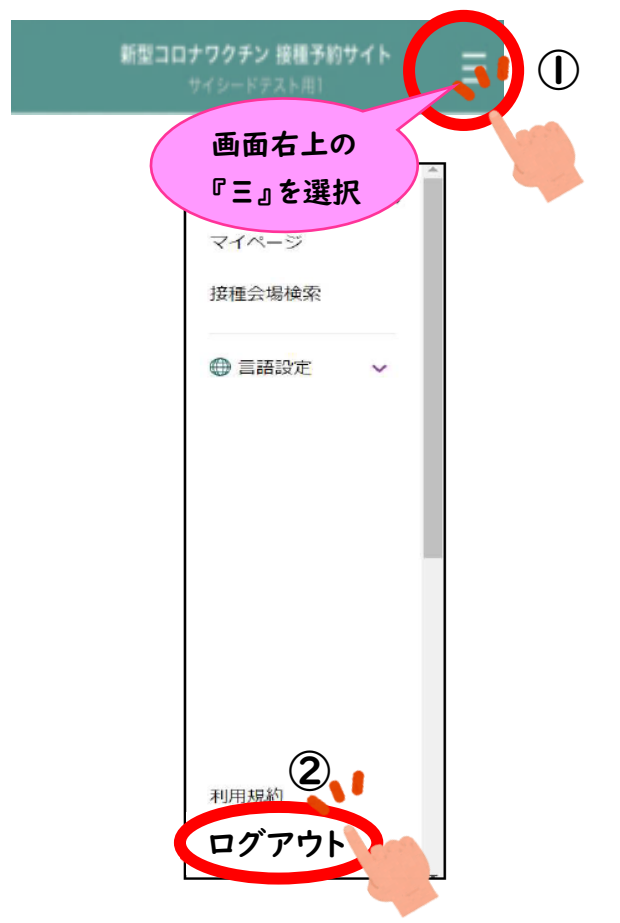 新型コロナワクチン 接種予約サイト
サイシードテスト用1
①
画面右上の
『三』を選択
マイページ
接種会場検索
言語設定
②
利用規約
ログアウト